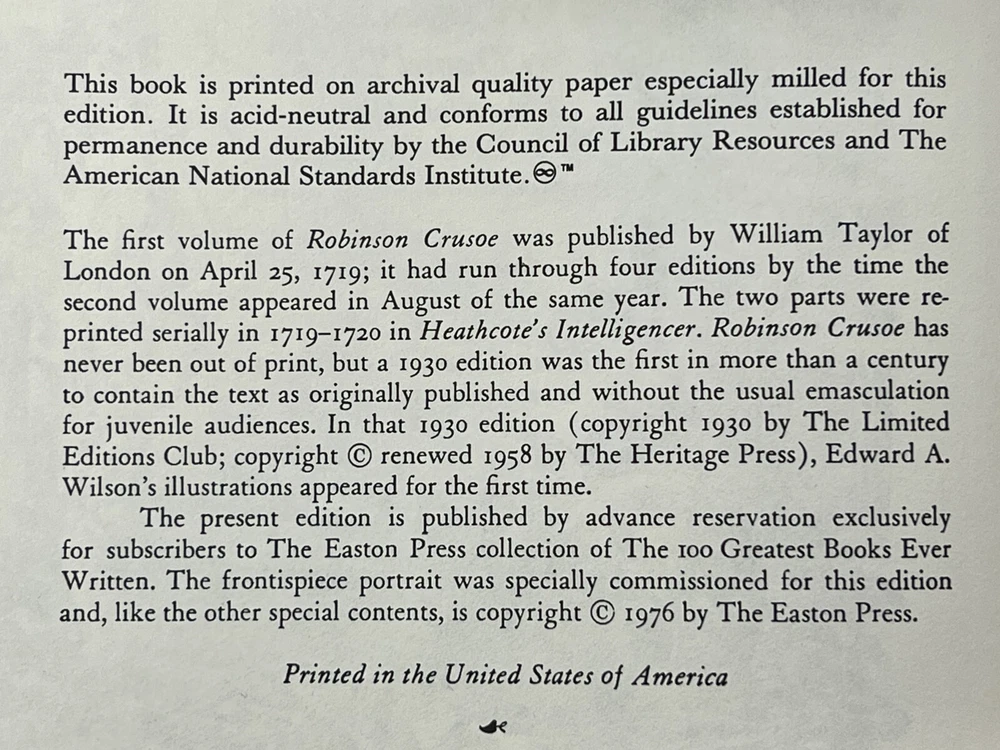 This book is printed on archival quality paper especially milled for this
edition. It is acid-neutral and conforms to all guidelines established for
permanence and durability by the Council of Library Resources and The
American National Standards Institute.♾™
The first volume of Robinson Crusoe was published by William Taylor of
London on April 25, 1719; it had run through four editions by the time the
second volume appeared in August of the same year. The two parts were re-
printed serially in 1719–1720 in Heathcote's Intelligencer. Robinson Crusoe has
never been out of print, but a 1930 edition was the first in more than a century
to contain the text as originally published and without the usual emasculation
for juvenile audiences. In that 1930 edition (copyright 1930 by The Limited
Editions Club; copyright © renewed 1958 by The Heritage Press), Edward A.
Wilson's illustrations appeared for the first time.
The present edition is published by advance reservation exclusively
for subscribers to The Easton Press collection of The 100 Greatest Books Ever
Written. The frontispiece portrait was specially commissioned for this edition
and, like the other special contents, is copyright © 1976 by The Easton Press.
Printed in the United States of America